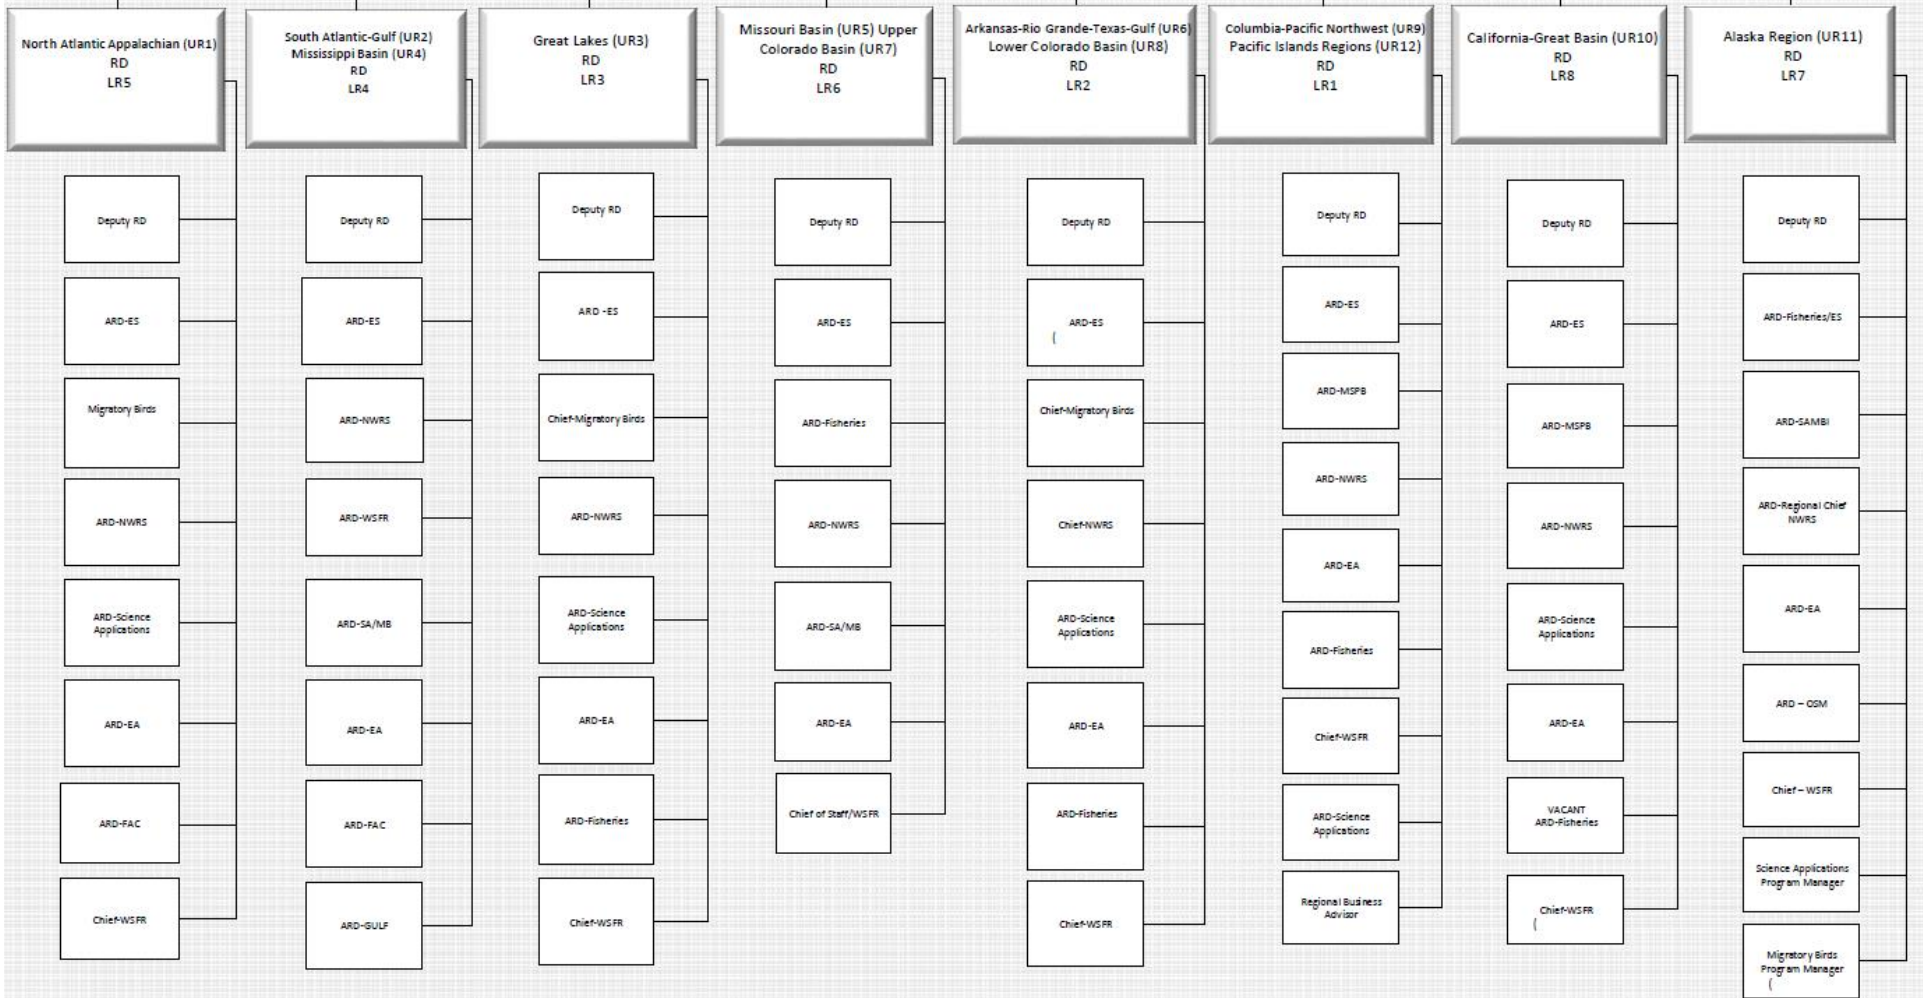 North Atlantic Appalachian (UR1)
RD
LR5
Deputy RD
ARD-ES
Migratory Birds
ARD-NWRS
ARD-Science
Applications
ARD-EA
ARD-FAC
Chief-WSFR
South Atlantic-Gulf (UR2)
Mississippi Basin (UR4)
RD
LR4
Deputy RD
ARD-ES
ARD-NWRS
ARD-WSFR
ARD-SA/MB
ARD-EA
ARD-FAC
ARD-GULF
Great Lakes (UR3)
RD
LR3
Deputy RD
ARD -ES
Chief-Migratory Birds
ARD-NWRS
ARD-Science
Applications
ARD-EA
ARD-Fisheries
Chief-WSFR
Missouri Basin (UR5) Upper
Colorado Basin (UR7)
RD
LR6
Deputy RD
ARD-ES
ARD-Fisheries
ARD-NWRS
ARD-SA/MB
ARD-EA
Chief of Staff/WSFR
Arkansas-Rio Grande-Texas-Gulf (UR6)
Lower Colorado Basin (UR8)
RD
LR2
Deputy RD
ARD-ES
(
Chief-Migratory Birds
Chief-NWRS
ARD-Science
Applications
ARD-EA
ARD-Fisheries
Chief-WSFR
Columbia-Pacific Northwest (UR9)
Pacific Islands Regions (UR12)
RD
LR1
Deputy RD
ARD-ES
ARD-MSPB
ARD-NWRS
ARD-EA
ARD-Fisheries
Chief-WSFR
ARD-Science
Applications
Regional Business
Advisor
California-Great Basin (UR10)
RD
LR8
Deputy RD
ARD-ES
ARD-MSPB
ARD-NWRS
ARD-Science
Applications
ARD-EA
VACANT
ARD-Fisheries
Chief-WSFR
(
Alaska Region (UR11)
RD
LR7
Deputy RD
ARD-Fisheries/ES
ARD-SAMBI
ARD-Regional Chief
NWRS
ARD-EA
ARD – OSM
Chief – WSFR
Science Applications
Program Manager
Migratory Birds
Program Manager
(